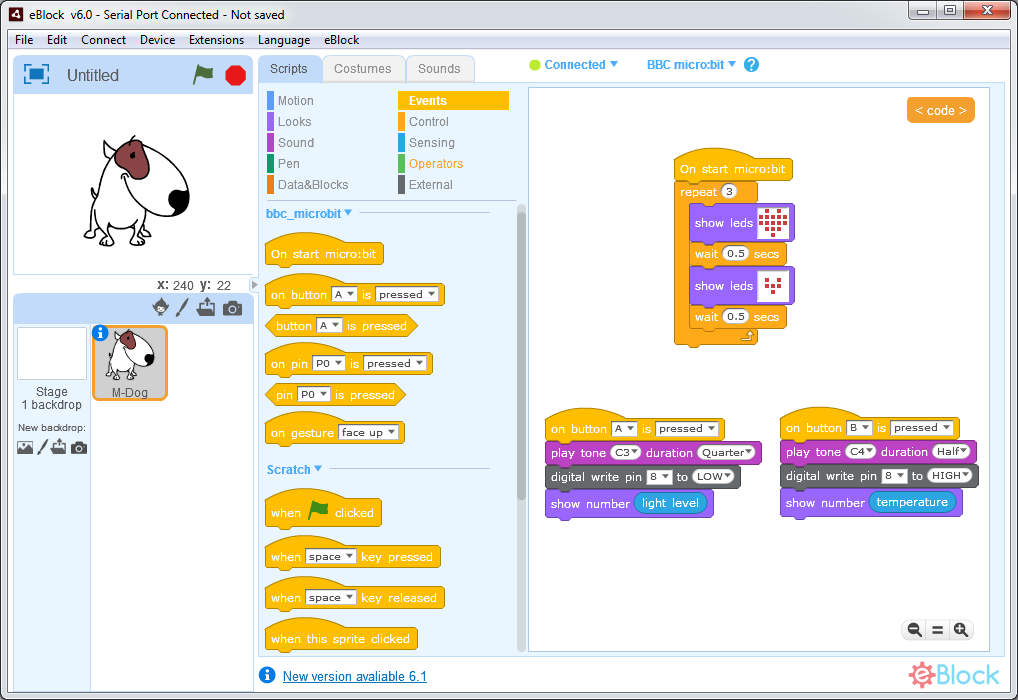 eBlock v6.0 - Serial Port Connected - Not saved
File Edit Connect Device Extensions Language eBlock
Untitled
X: 240 y: 22
Stage
1 backdrop
New backdrop:
M-Dog
Scripts Costumes Sounds
Motion Events
Looks Control
Sound Sensing
Pen Operators
Data&Blocks External
bbc_microbit
On start micro:bit
on button A is pressed
button A is pressed
on pin P0 is pressed
pin P0 is pressed
on gesture face up
Scratch
when clicked
when space key pressed
when space key released
when this sprite clicked
New version avaliable 6.1
Connected BBC micro:bit ?
< code >
On start micro:bit
repeat 3
show leds
wait 0.5 secs
show leds
wait 0.5 secs
on button A is pressed
play tone C3 duration Quarter
digital write pin 8 to LOW
show number light level
on button B is pressed
play tone C4 duration Half
digital write pin 8 to HIGH
show number temperature
eBlock